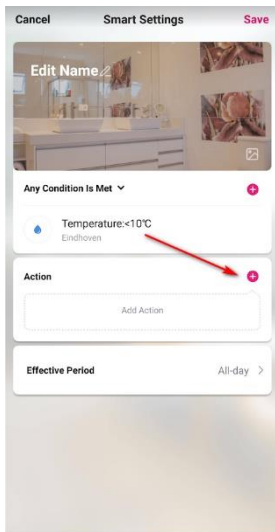 Cancel Smart Settings Save
Edit Name
Any Condition Is Met
Temperature:<10℃
Eindhoven
Action
Add Action
Effective Period All-day